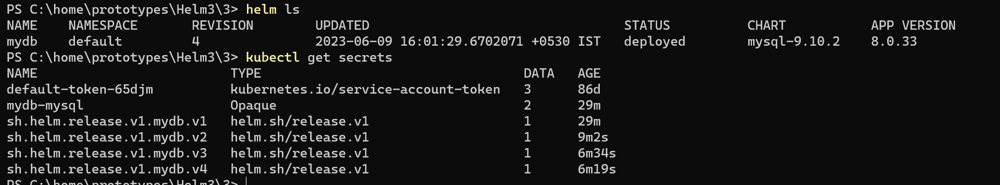 PS C:\home\prototypes\Helm3\3> helm ls
NAME    NAMESPACE       REVISION        UPDATED                                 STATUS          CHART           APP VERSION
mydb    default         4               2023-06-09 16:01:29.6702071 +0530 IST   deployed        mysql-9.10.2    8.0.33
PS C:\home\prototypes\Helm3\3> kubectl get secrets
NAME                         TYPE                                  DATA   AGE
default-token-65djm          kubernetes.io/service-account-token   3      86d
mydb-mysql                   Opaque                                2      29m
sh.helm.release.v1.mydb.v1   helm.sh/release.v1                    1      29m
sh.helm.release.v1.mydb.v2   helm.sh/release.v1                    1      9m2s
sh.helm.release.v1.mydb.v3   helm.sh/release.v1                    1      6m34s
sh.helm.release.v1.mydb.v4   helm.sh/release.v1                    1      6m19s
PS C:\home\prototypes\Helm3\3>